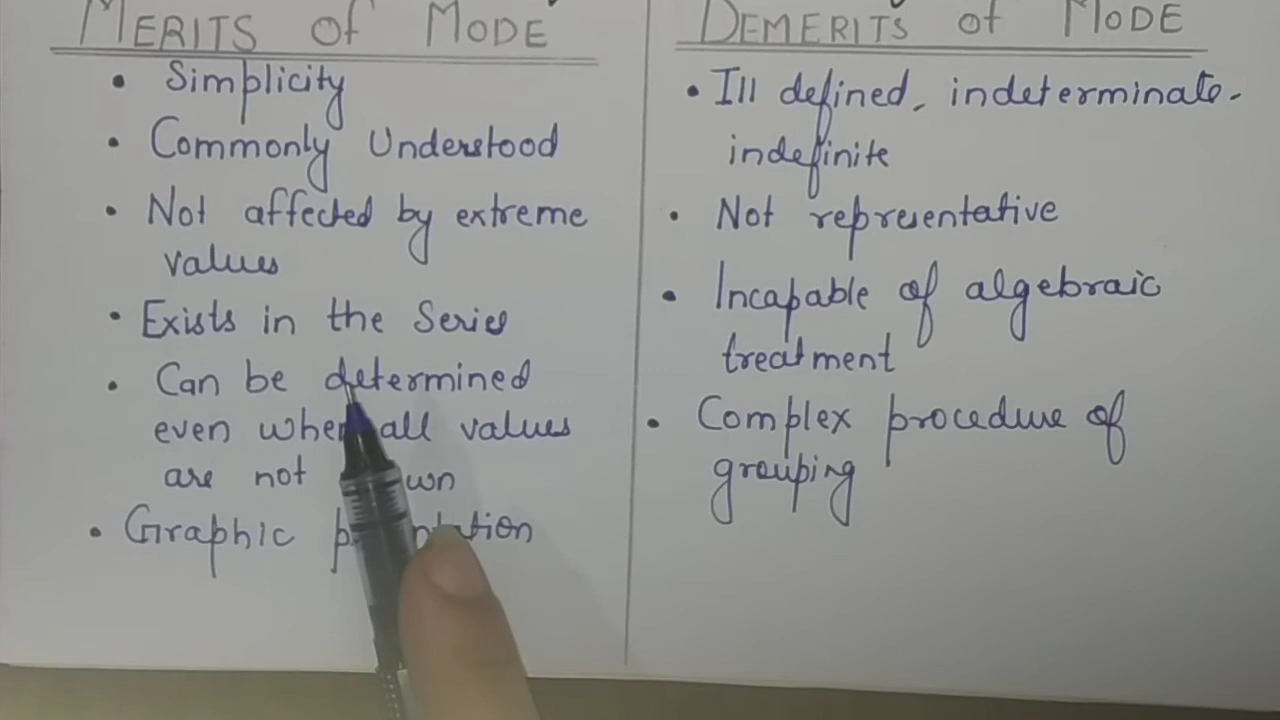 MERITS of MODE
• Simplicity
• Commonly Understood
• Not affected by extreme
values
• Exists in the Series
• Can be determined
even when all values
are not
• Graphic
DEMERITS of MODE
• Ill defined, indeterminate.
indefinite
• Not representative
• Incapable of algebraic
treatment
• Complex procedure of
grouping